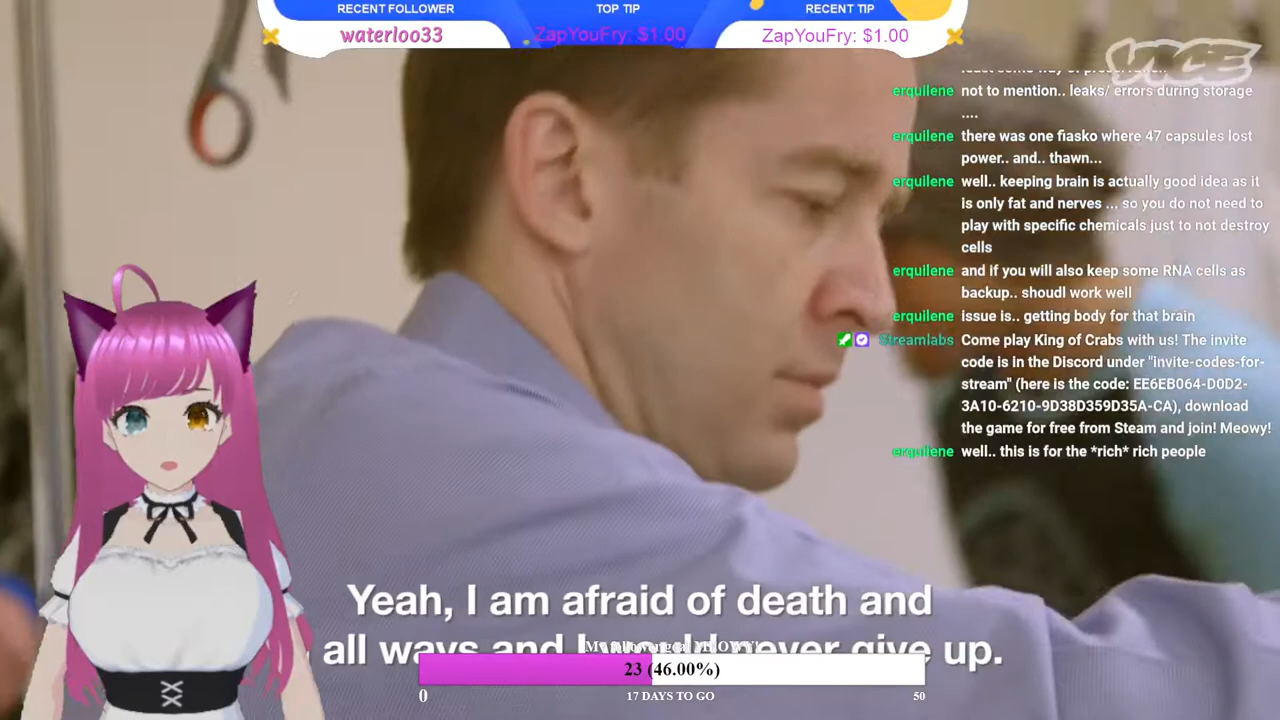 RECENT FOLLOWER
waterloo33
TOP TIP
ZapYouFry: $1.00
RECENT TIP
ZapYouFry: $1.00
VICE
erquilene not to mention.. leaks/ errors during storage
....
erquilene there was one fiasko where 47 capsules lost
power.. and.. thawn...
erquilene well.. keeping brain is actually good idea as it
is only fat and nerves ... so you do not need to
play with specific chemicals just to not destroy
cells
erquilene and if you will also keep some RNA cells as
backup.. shoudl work well
erquilene issue is.. getting body for that brain
Streamlabs Come play King of Crabs with us! The invite
code is in the Discord under "invite-codes-for-
stream" (here is the code: EE6EB064-D0D2-
3A10-6210-9D38D359D35A-CA), download
the game for free from Steam and join! Meowy!
erquilene well.. this is for the *rich* rich people
Yeah, I am afraid of death and
all ways and I never give up.
23 (46.00%)
0
17 DAYS TO GO
50